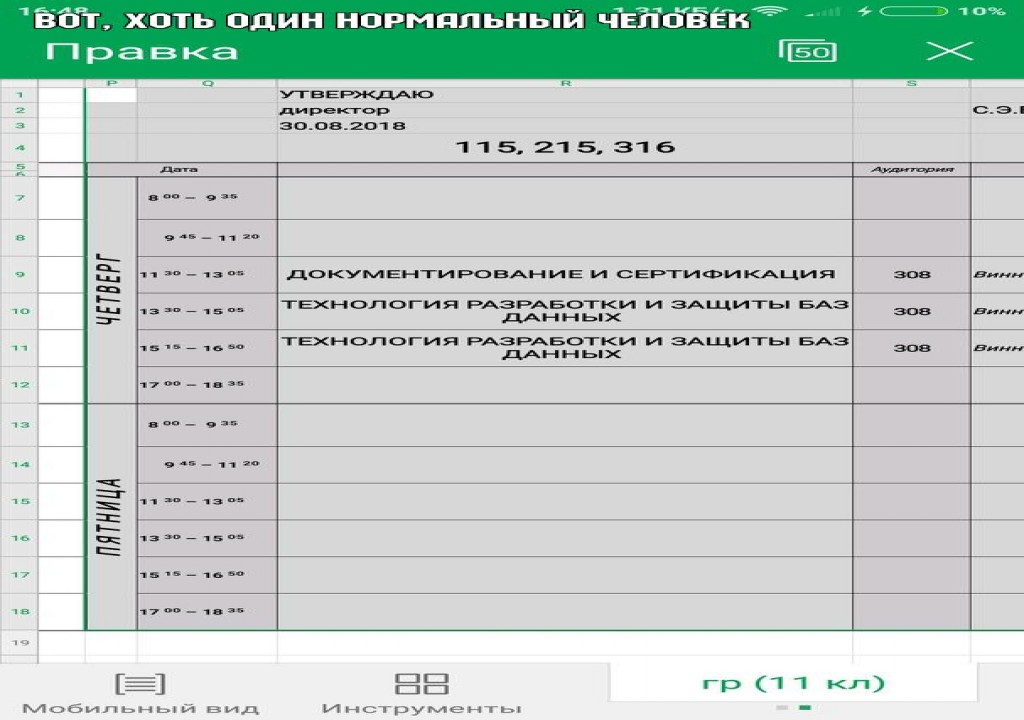 16:48 1.31 КБ/с 10%
ВОТ, ХОТЬ ОДИН НОРМАЛЬНЫЙ ЧЕЛОВЕК
Правка 50
P Q R S
1 УТВЕРЖДАЮ
2 директор С.Э.
3 30.08.2018
4 115, 215, 316
5 Дата Аудитория
6
ЧЕТВЕРГ
7 8 00 – 9 35
8 9 45 – 11 20
9 11 30 – 13 05 ДОКУМЕНТИРОВАНИЕ И СЕРТИФИКАЦИЯ 308 Винн
10 13 30 – 15 05 ТЕХНОЛОГИЯ РАЗРАБОТКИ И ЗАЩИТЫ БАЗ 308 Винн
ДАННЫХ
11 15 15 – 16 50 ТЕХНОЛОГИЯ РАЗРАБОТКИ И ЗАЩИТЫ БАЗ 308 Винн
ДАННЫХ
12 17 00 – 18 35
ПЯТНИЦА
13 8 00 – 9 35
14 9 45 – 11 20
15 11 30 – 13 05
16 13 30 – 15 05
17 15 15 – 16 50
18 17 00 – 18 35
19
гр (11 кл)
Мобильный вид Инструменты